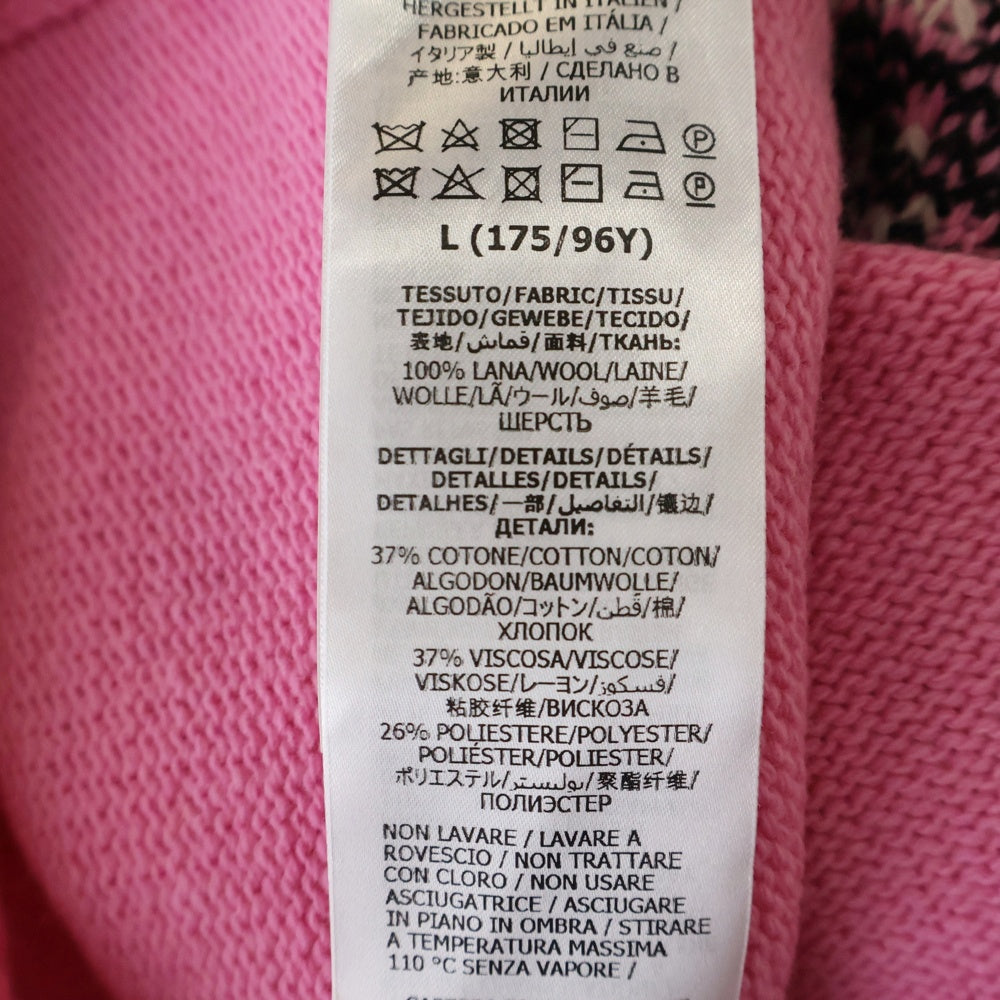 HERGESTELLT IN ITALIEN /
FABRICADO EM ITÁLIA /
イタリア製 / صنع في إيطاليا /
产地:意大利 / СДЕЛАНО В
ИТАЛИИ
P
P
L (175/96Y)
TESSUTO/FABRIC/TISSU/
TEJIDO/GEWEBE/TECIDO/
表地/قماش/面料/ТКАНЬ:
100% LANA/WOOL/LAINE/
WOLLE/LÃ/ウール/صوف/羊毛/
ШЕРСТЬ
DETTAGLI/DETAILS/DÉTAILS/
DETALLES/DETAILS/
DETALHES/一部/التفاصيل/镶边/
ДЕТАЛИ:
37% COTONE/COTTON/COTON/
ALGODON/BAUMWOLLE/
ALGODÃO/コットン/قطن/棉/
ХЛОПОК
37% VISCOSA/VISCOSE/
VISKOSE/レーヨン/فسكوز/
粘胶纤维/ВИСКОЗА
26% POLIESTERE/POLYESTER/
POLIÉSTER/POLIESTER/
ポリエステル/بوليستر/聚酯纤维/
ПОЛИЭСТЕР
NON LAVARE / LAVARE A
ROVESCIO / NON TRATTARE
CON CLORO / NON USARE
ASCIUGATRICE / ASCIUGARE
IN PIANO IN OMBRA / STIRARE
A TEMPERATURA MASSIMA
110 °C SENZA VAPORE /